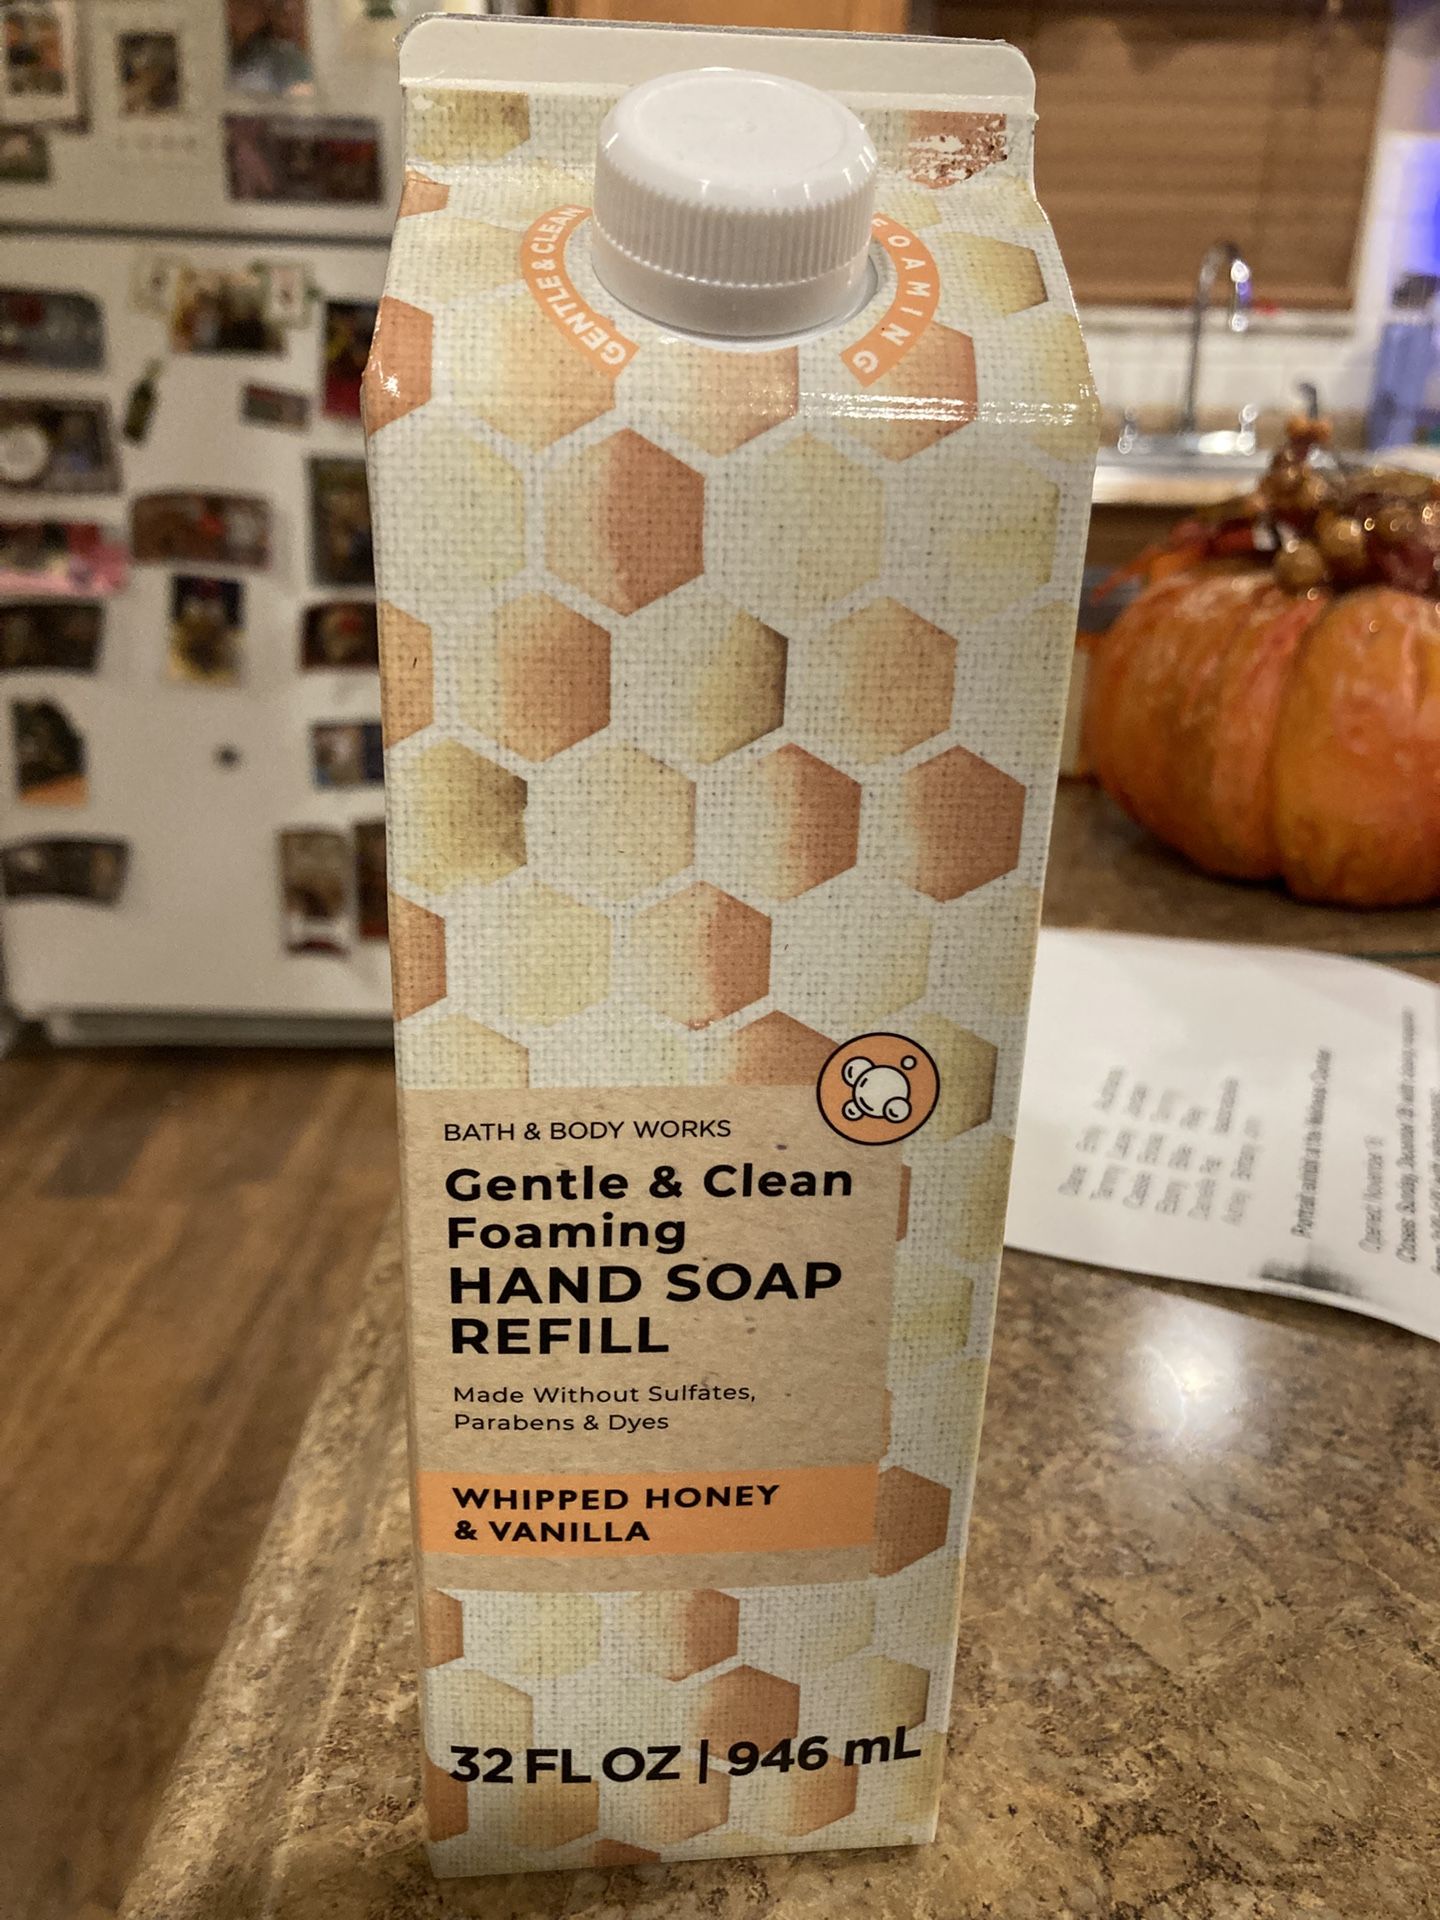 GENTLE & CLEAN
FOAMING
BATH & BODY WORKS
Gentle & Clean
Foaming
HAND SOAP
REFILL
Made Without Sulfates,
Parabens & Dyes
WHIPPED HONEY
& VANILLA
32 FL OZ | 946 mL